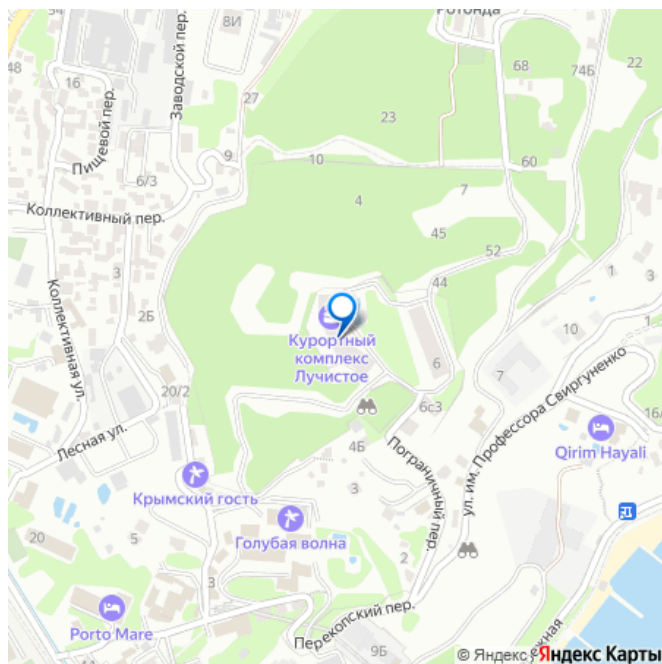 Ротонда
48
8И
Заводской пер.
68
74Б
22
16
27
23
Пищевой пер.
9
10
60
6/3
4
7
Коллективный пер.
45
52
3
44
1
3
Коллективная ул.
2Б
Курортный
комплекс
Лучистое
6
10
7
20/2
6с3
16/
Лесная ул.
4Б
Пограничный пер.
ул. им. Профессора Свиргуненко
Qirim Hayali
Крымский гость
3
Голубая волна
20
5
2
3
Porto Mare
Перекопский пер.
9Б
44
© Яндекс Яндекс Карты